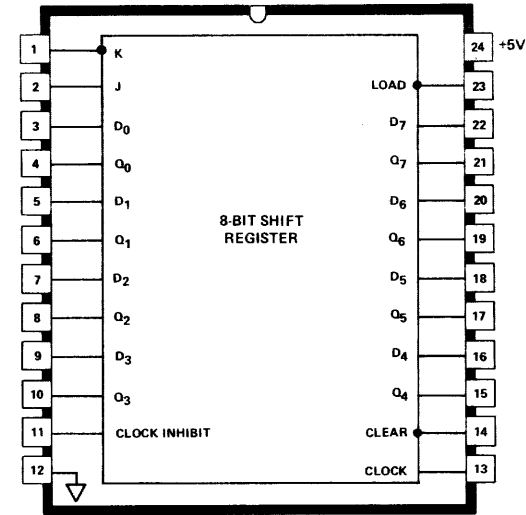 1 K 24 +5V
2 J LOAD 23
3 D0 D7 22
4 Q0 Q7 21
5 D1 D6 20
8-BIT SHIFT
REGISTER
6 Q1 Q6 19
7 D2 D5 18
8 Q2 Q5 17
9 D3 D4 16
10 Q3 Q4 15
11 CLOCK INHIBIT CLEAR 14
12 CLOCK 13